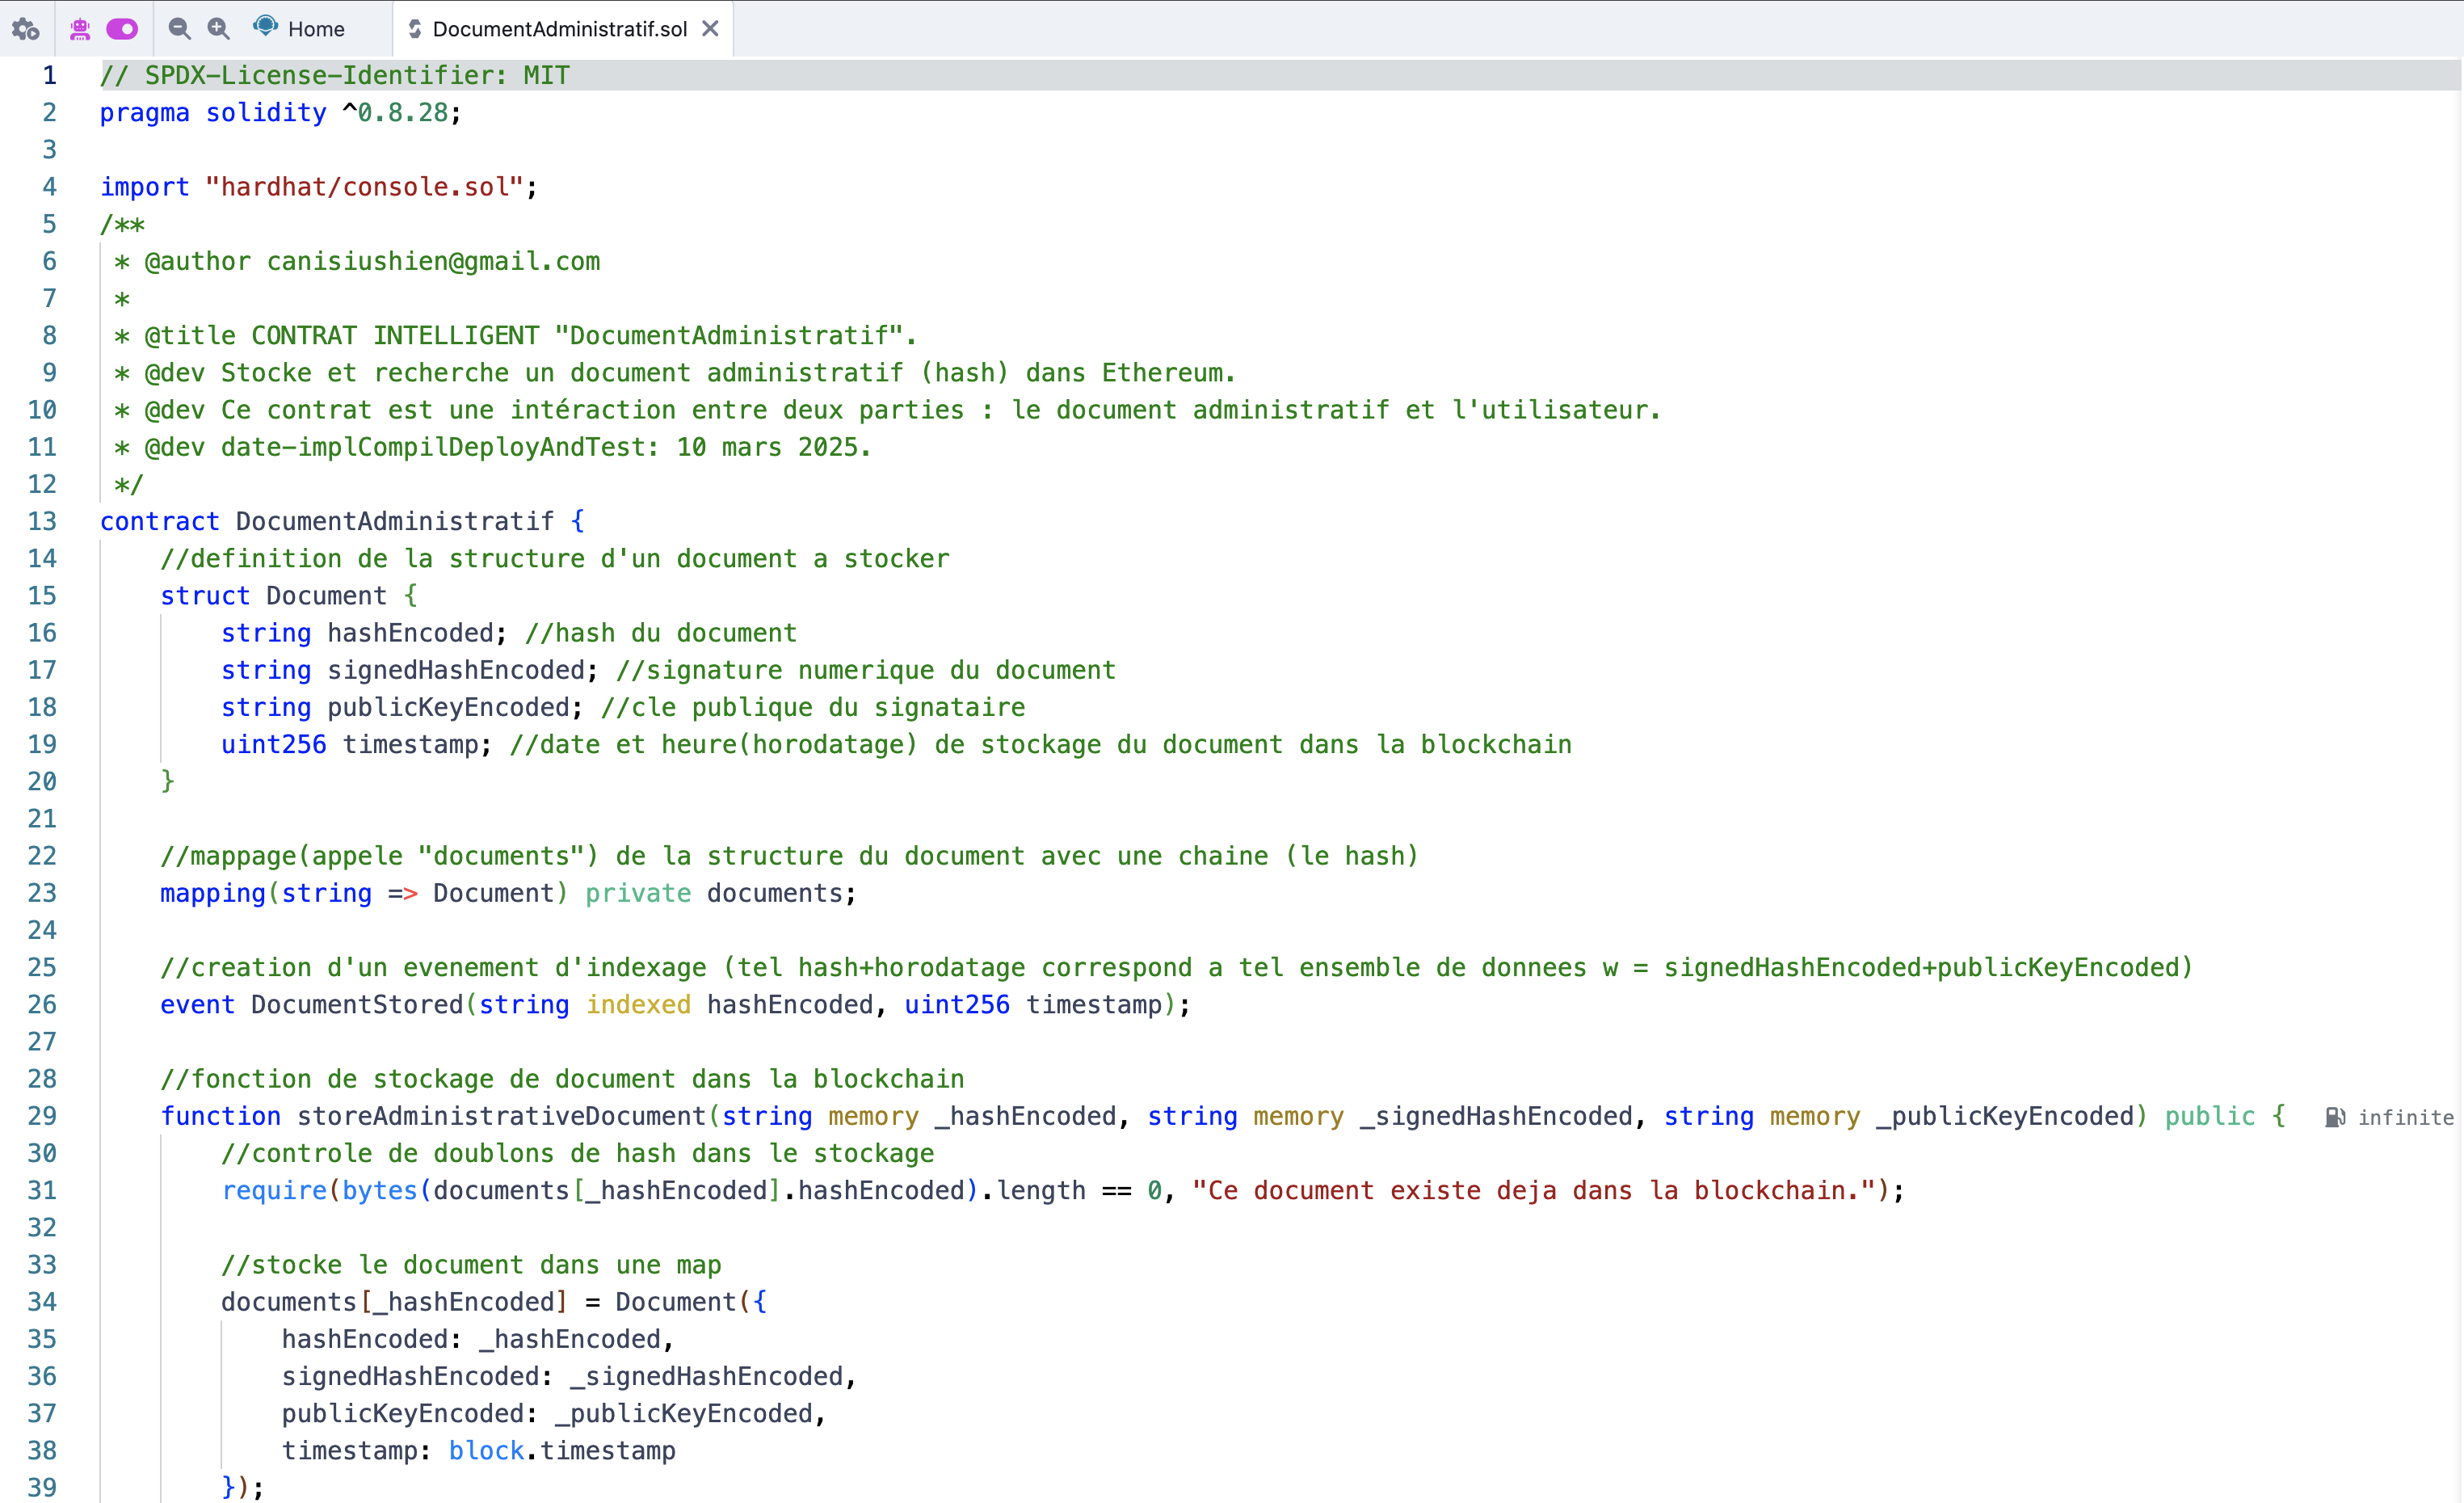 Home DocumentAdministratif.sol
1 // SPDX-License-Identifier: MIT
2 pragma solidity ^0.8.28;
3
4 import "hardhat/console.sol";
5 /**
6 * @author canisiushien@gmail.com
7 *
8 * @title CONTRAT INTELLIGENT "DocumentAdministratif".
9 * @dev Stocke et recherche un document administratif (hash) dans Ethereum.
10 * @dev Ce contrat est une intéraction entre deux parties : le document administratif et l'utilisateur.
11 * @dev date-implCompilDeployAndTest: 10 mars 2025.
12 */
13 contract DocumentAdministratif {
14 //definition de la structure d'un document a stocker
15 struct Document {
16 string hashEncoded; //hash du document
17 string signedHashEncoded; //signature numerique du document
18 string publicKeyEncoded; //cle publique du signataire
19 uint256 timestamp; //date et heure(horodatage) de stockage du document dans la blockchain
20 }
21
22 //mappage(appele "documents") de la structure du document avec une chaine (le hash)
23 mapping(string => Document) private documents;
24
25 //creation d'un evenement d'indexage (tel hash+horodatage correspond a tel ensemble de donnees w = signedHashEncoded+publicKeyEncoded)
26 event DocumentStored(string indexed hashEncoded, uint256 timestamp);
27
28 //fonction de stockage de document dans la blockchain
29 function storeAdministrativeDocument(string memory _hashEncoded, string memory _signedHashEncoded, string memory _publicKeyEncoded) public { infinite
30 //controle de doublons de hash dans le stockage
31 require(bytes(documents[_hashEncoded].hashEncoded).length == 0, "Ce document existe deja dans la blockchain.");
32
33 //stocke le document dans une map
34 documents[_hashEncoded] = Document({
35 hashEncoded: _hashEncoded,
36 signedHashEncoded: _signedHashEncoded,
37 publicKeyEncoded: _publicKeyEncoded,
38 timestamp: block.timestamp
39 });